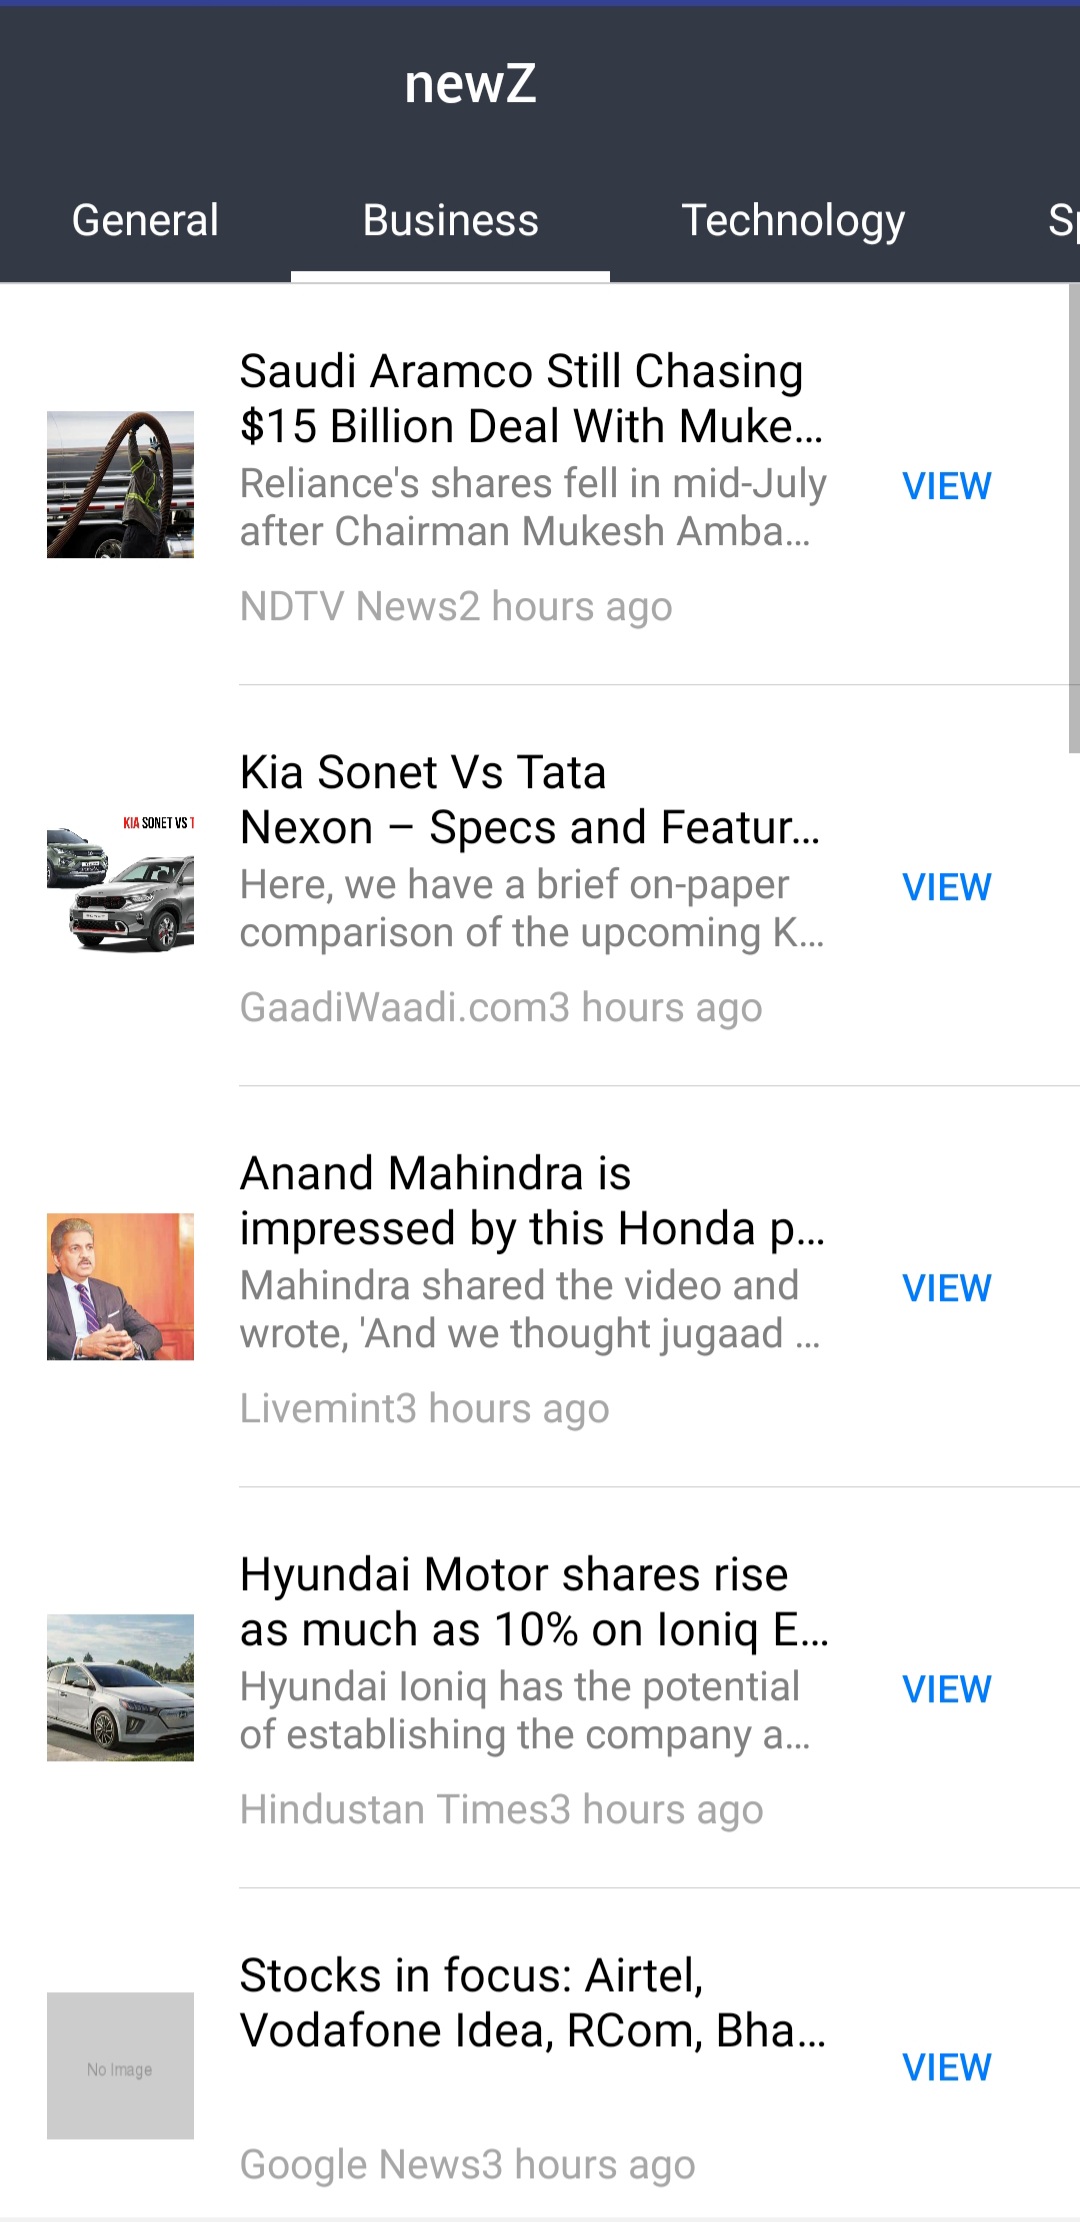 newZ
General Business Technology
Saudi Aramco Still Chasing
$15 Billion Deal With Muke...
Reliance's shares fell in mid-July
after Chairman Mukesh Amba...
VIEW
NDTV News2 hours ago
KIA SONET VS T
Kia Sonet Vs Tata
Nexon – Specs and Featur...
Here, we have a brief on-paper
comparison of the upcoming K...
VIEW
GaadiWaadi.com3 hours ago
Anand Mahindra is
impressed by this Honda p...
Mahindra shared the video and
wrote, 'And we thought jugaad ...
VIEW
Livemint3 hours ago
Hyundai Motor shares rise
as much as 10% on Ioniq E...
Hyundai Ioniq has the potential
of establishing the company a...
VIEW
Hindustan Times3 hours ago
Stocks in focus: Airtel,
Vodafone Idea, RCom, Bha...
No Image
VIEW
Google News3 hours ago